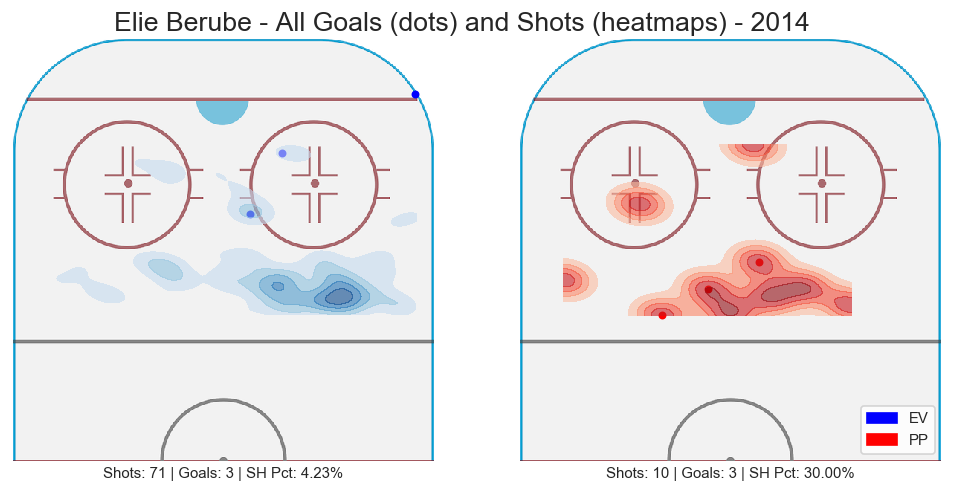 Elie Berube - All Goals (dots) and Shots (heatmaps) - 2014
EV
PP
Shots: 71 | Goals: 3 | SH Pct: 4.23%
Shots: 10 | Goals: 3 | SH Pct: 30.00%